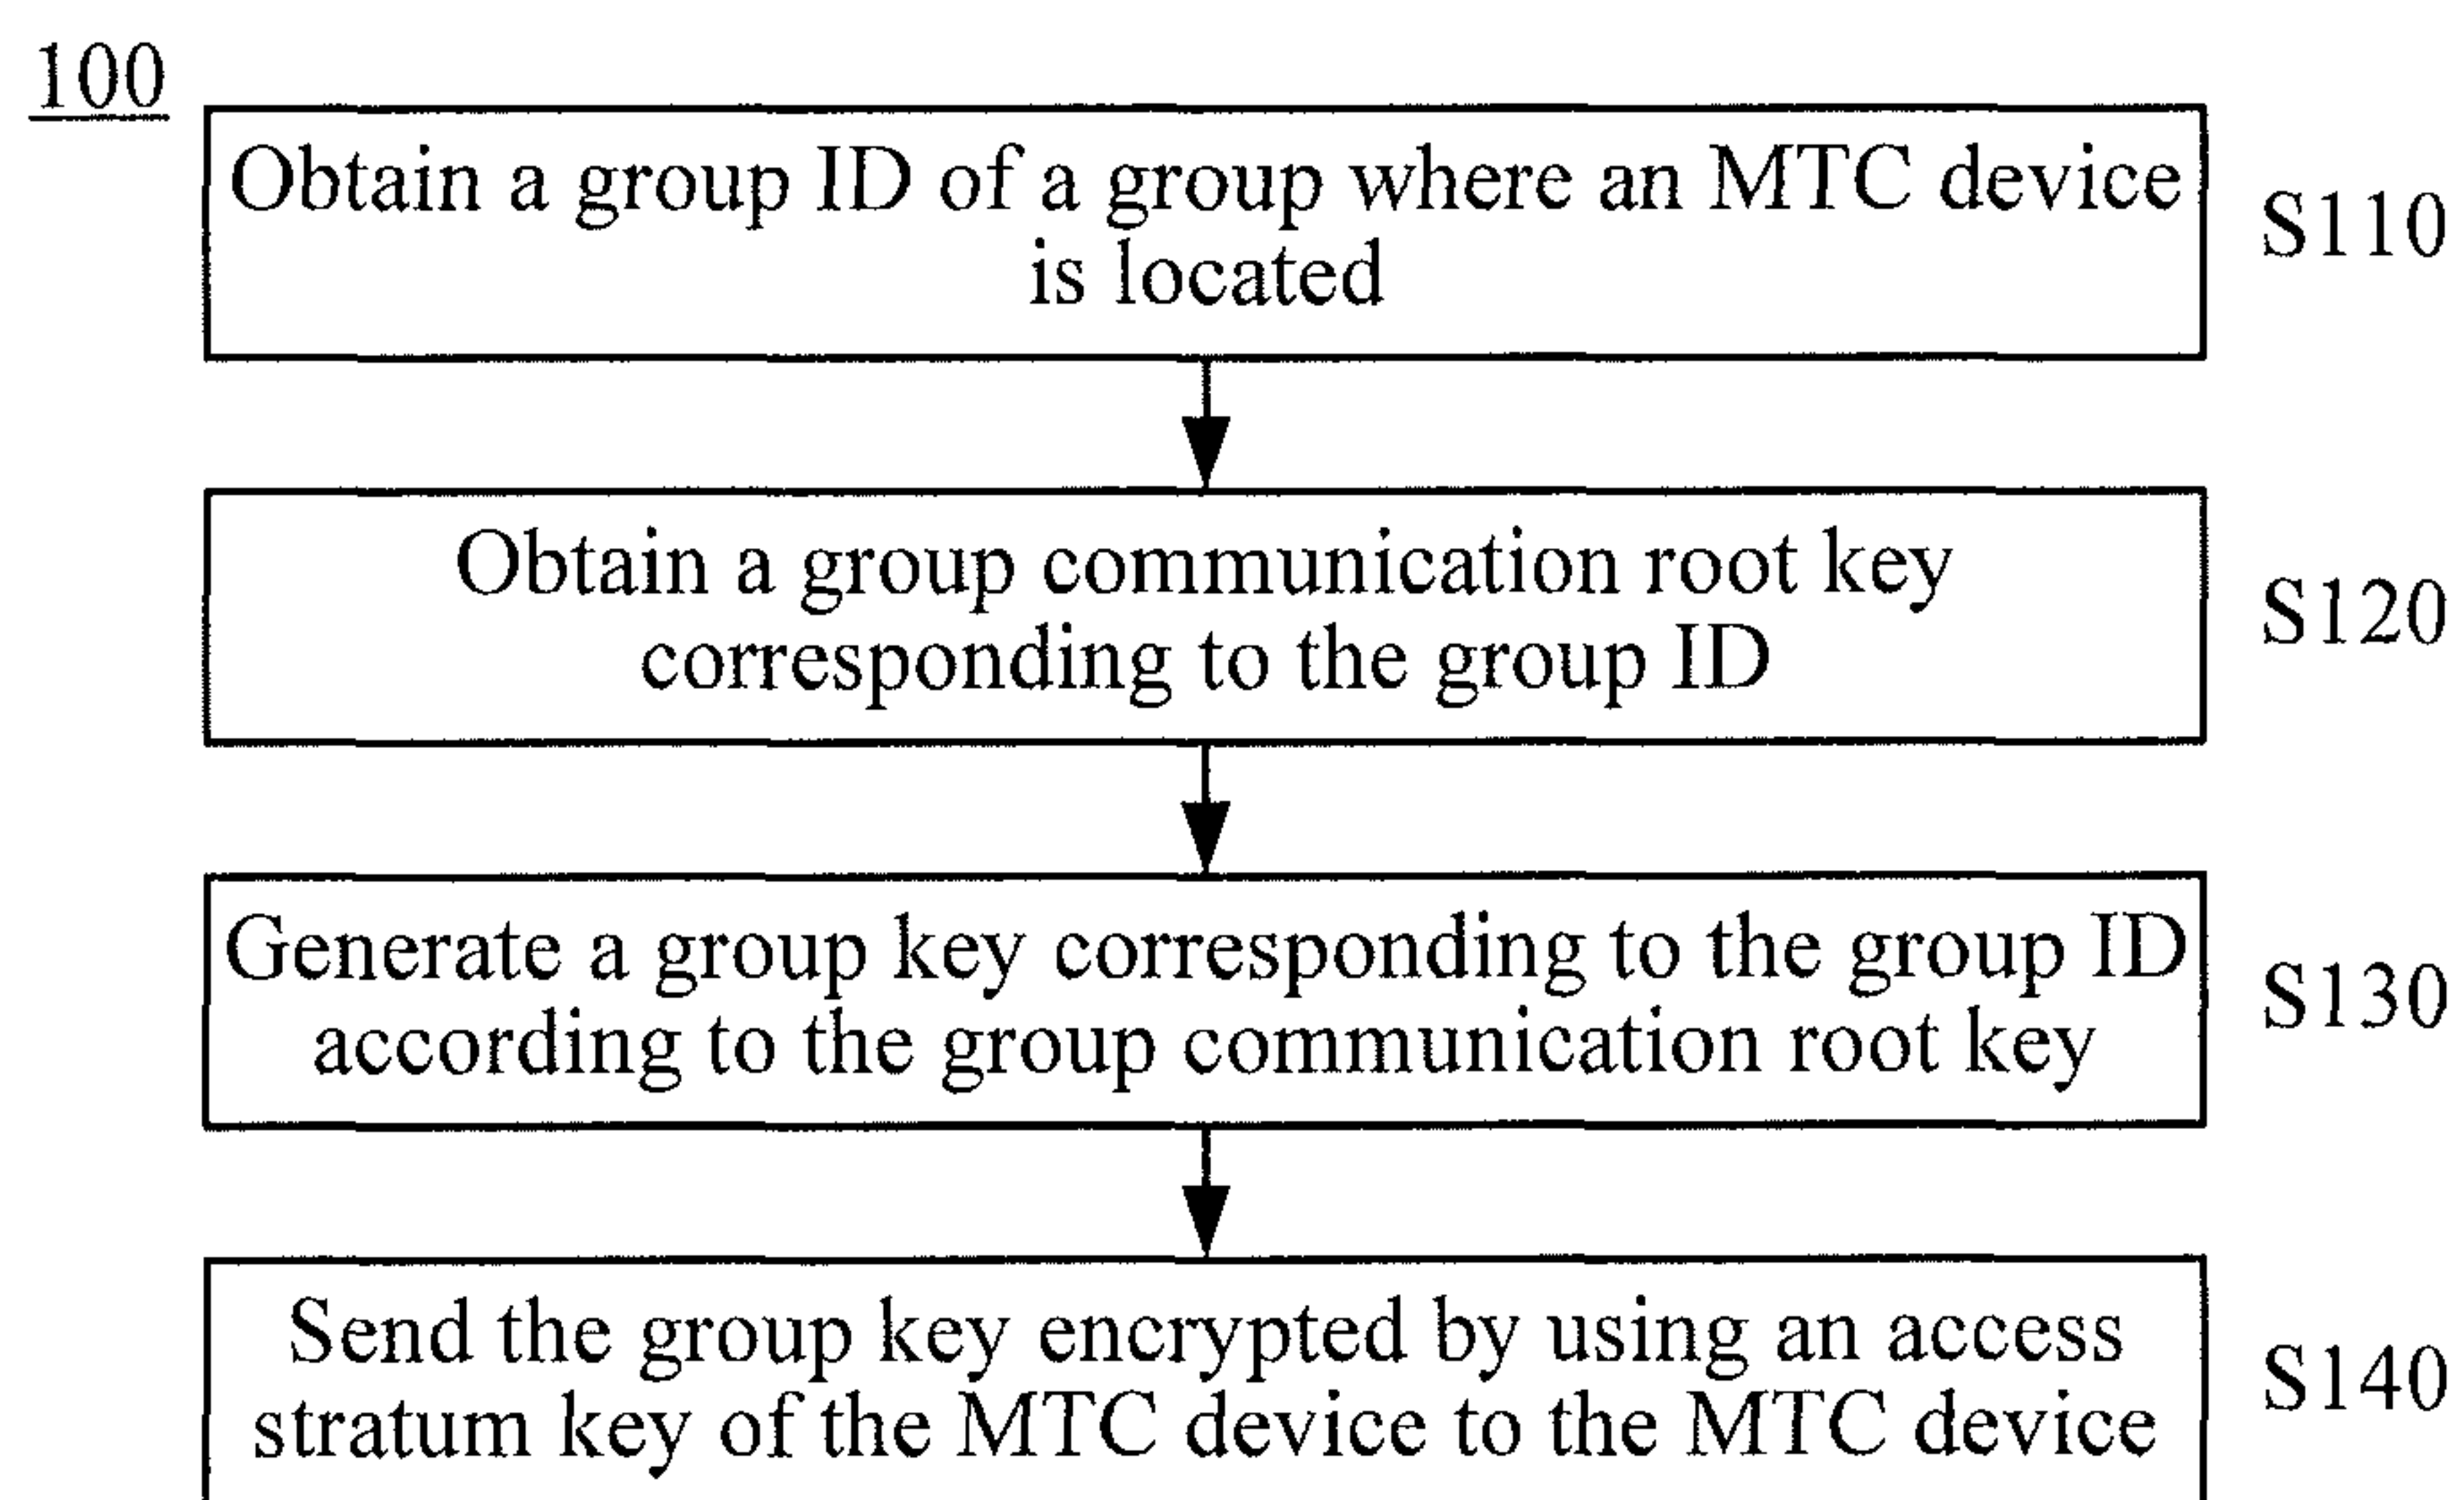 100
Obtain a group ID of a group where an MTC device
is located
S110
Obtain a group communication root key
corresponding to the group ID
S120
Generate a group key corresponding to the group ID
according to the group communication root key
S130
Send the group key encrypted by using an access
stratum key of the MTC device to the MTC device
S140